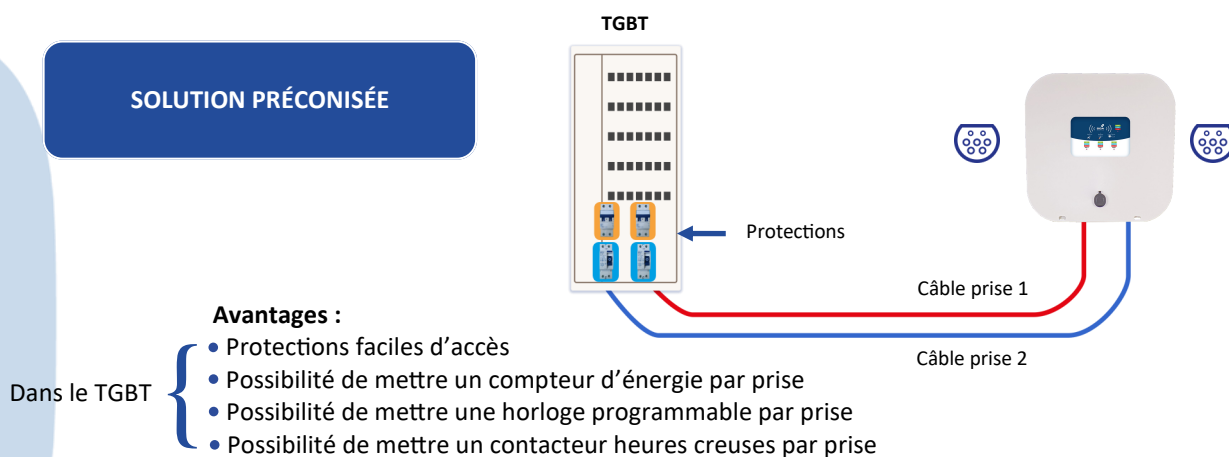 TGBT
SOLUTION PRÉCONISÉE
Protections
Câble prise 1
Câble prise 2
Avantages :
Dans le TGBT
• Protections faciles d'accès
• Possibilité de mettre un compteur d'énergie par prise
• Possibilité de mettre une horloge programmable par prise
• Possibilité de mettre un contacteur heures creuses par prise